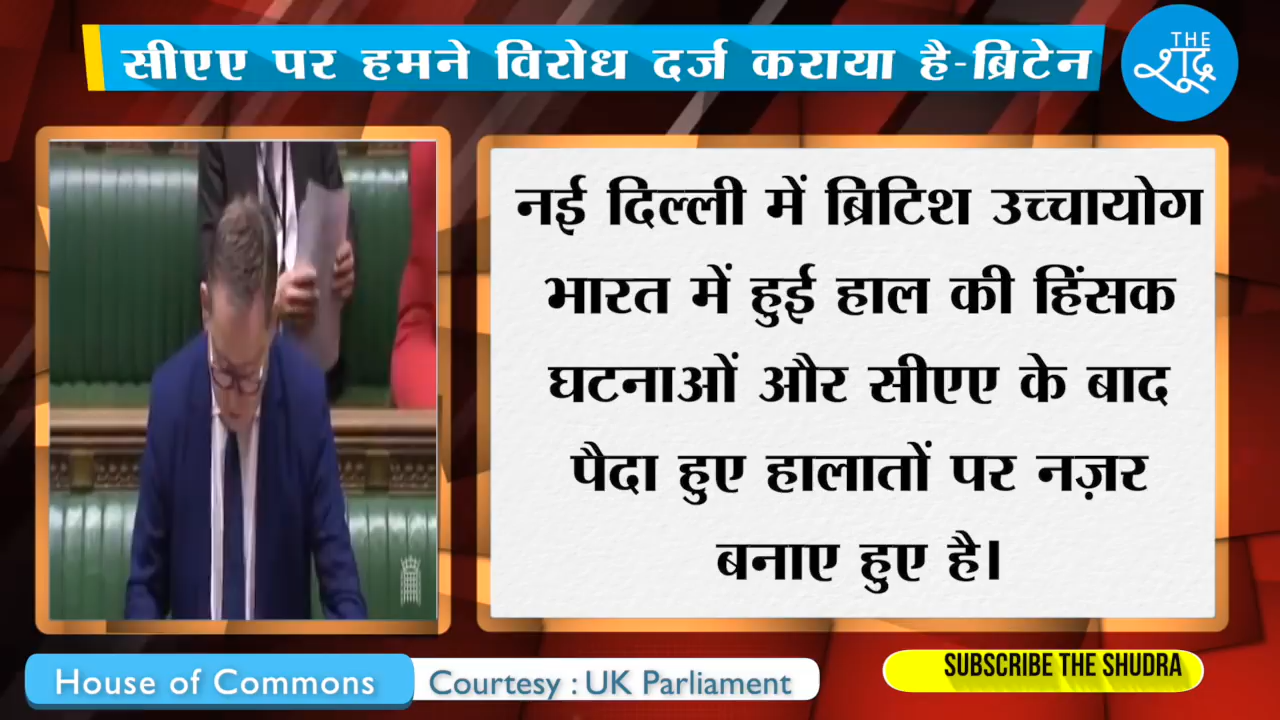 सीएए पर हमने विरोध दर्ज कराया है-ब्रिटेन
THE
शूद्र
नई दिल्ली में ब्रिटिश उच्चायोग
भारत में हुई हाल की हिंसक
घटनाओं और सीएए के बाद
पैदा हुए हालातों पर नज़र
बनाए हुए है।
House of Commons
Courtesy : UK Parliament
SUBSCRIBE THE SHUDRA